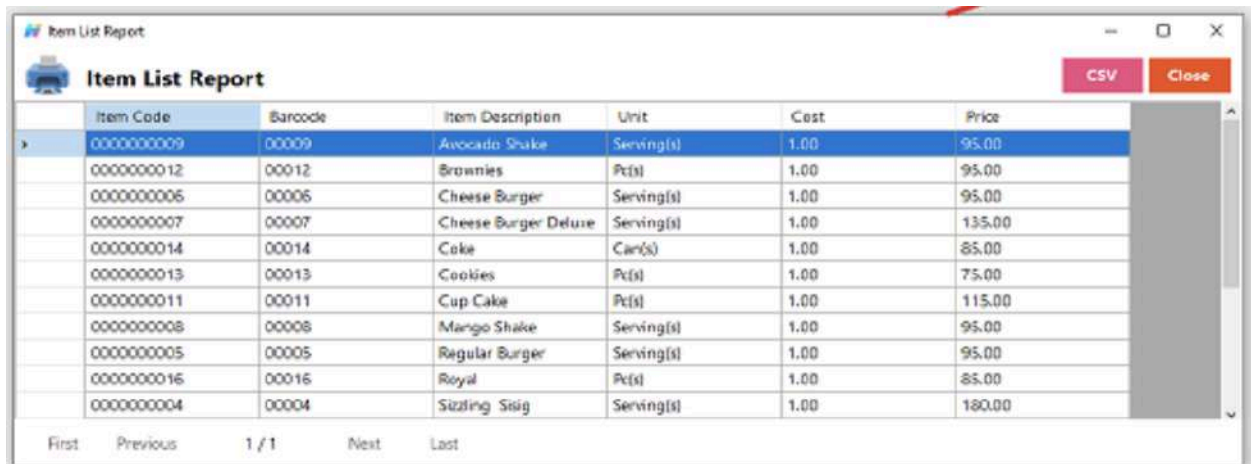 Item List Report
Item List Report CSV Close
Item Code Barcode Item Description Unit Cost Price
0000000009 00009 Avocado Shake Serving(s) 1.00 95.00
0000000012 00012 Brownies Pc(s) 1.00 95.00
0000000006 00006 Cheese Burger Serving(s) 1.00 95.00
0000000007 00007 Cheese Burger Deluxe Serving(s) 1.00 135.00
0000000014 00014 Coke Can(s) 1.00 85.00
0000000013 00013 Cookies Pc(s) 1.00 75.00
0000000011 00011 Cup Cake Pc(s) 1.00 115.00
0000000008 00008 Mango Shake Serving(s) 1.00 95.00
0000000005 00005 Regular Burger Serving(s) 1.00 95.00
0000000016 00016 Royal Pc(s) 1.00 85.00
0000000004 00004 Sizzling Sisig Serving(s) 1.00 180.00
First Previous 1 / 1 Next Last